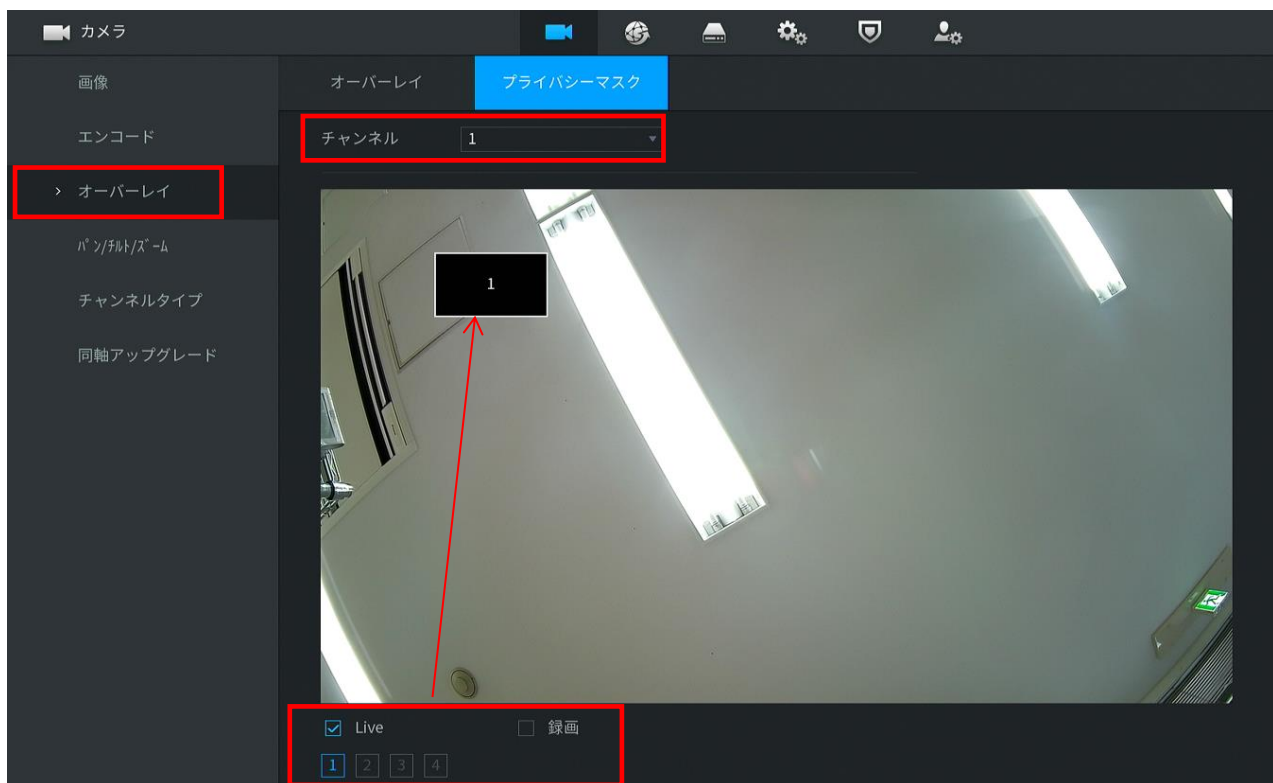 カメラ
画像
エンコード
オーバーレイ
ﾊﾟﾝ/ﾁﾙﾄ/ｽﾞｰﾑ
チャンネルタイプ
同軸アップグレード
オーバーレイ プライバシーマスク
チャンネル 1
1
Live 録画
1 2 3 4